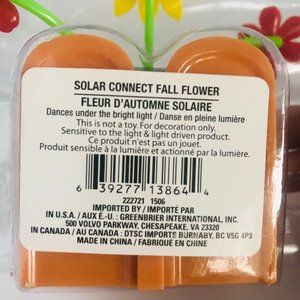 SOLAR CONNECT FALL FLOWER
FLEUR D'AUTOMNE SOLAIRE
Dances under the bright light / Danse en pleine lumière
This is not a toy. For decoration only.
Sensitive to the light & light driven product.
Ce produit n'est pas un jouet.
Produit sensible à la lumière et actionné par la lumière.
6 39277 13864 4
222721 1506
IMPORTED BY / IMPORTÉ PAR
IN U.S.A. / AUX É.-U. : GREENBRIER INTERNATIONAL, INC.
500 VOLVO PARKWAY, CHESAPEAKE, VA 23320
IN CANADA / AU CANADA : DTSC IMPORTS BURNABY, BC V5G 4P3
MADE IN CHINA / FABRIQUÉ EN CHINE